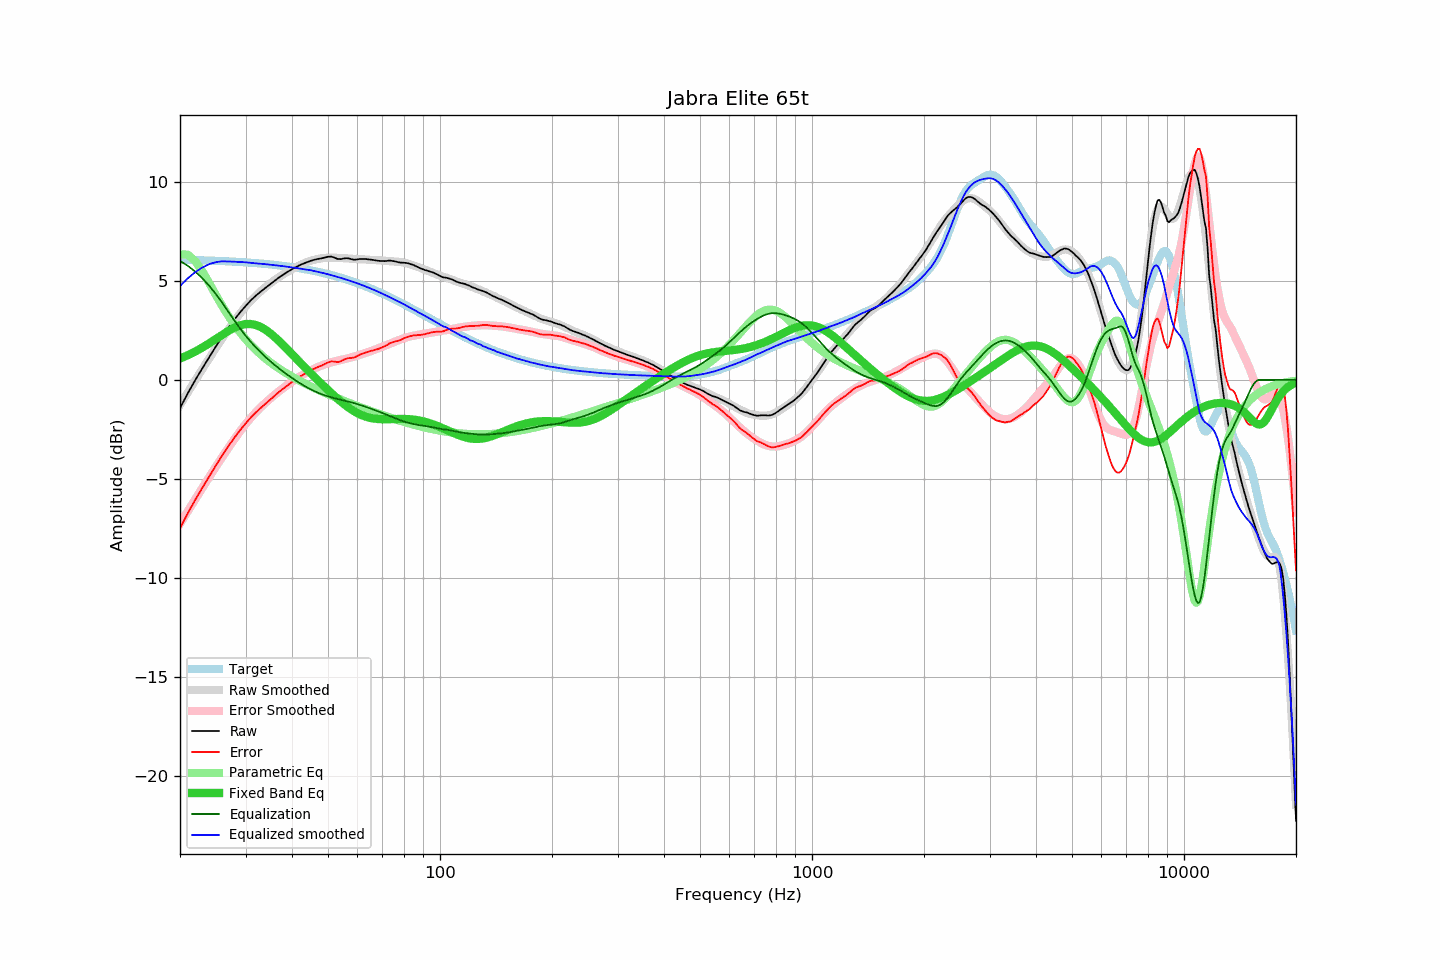 Jabra Elite 65t
10
5
0
−5
−10
−15
−20
Amplitude (dBr)
Target
Raw Smoothed
Error Smoothed
Raw
Error
Parametric Eq
Fixed Band Eq
Equalization
Equalized smoothed
100
1000
10000
Frequency (Hz)